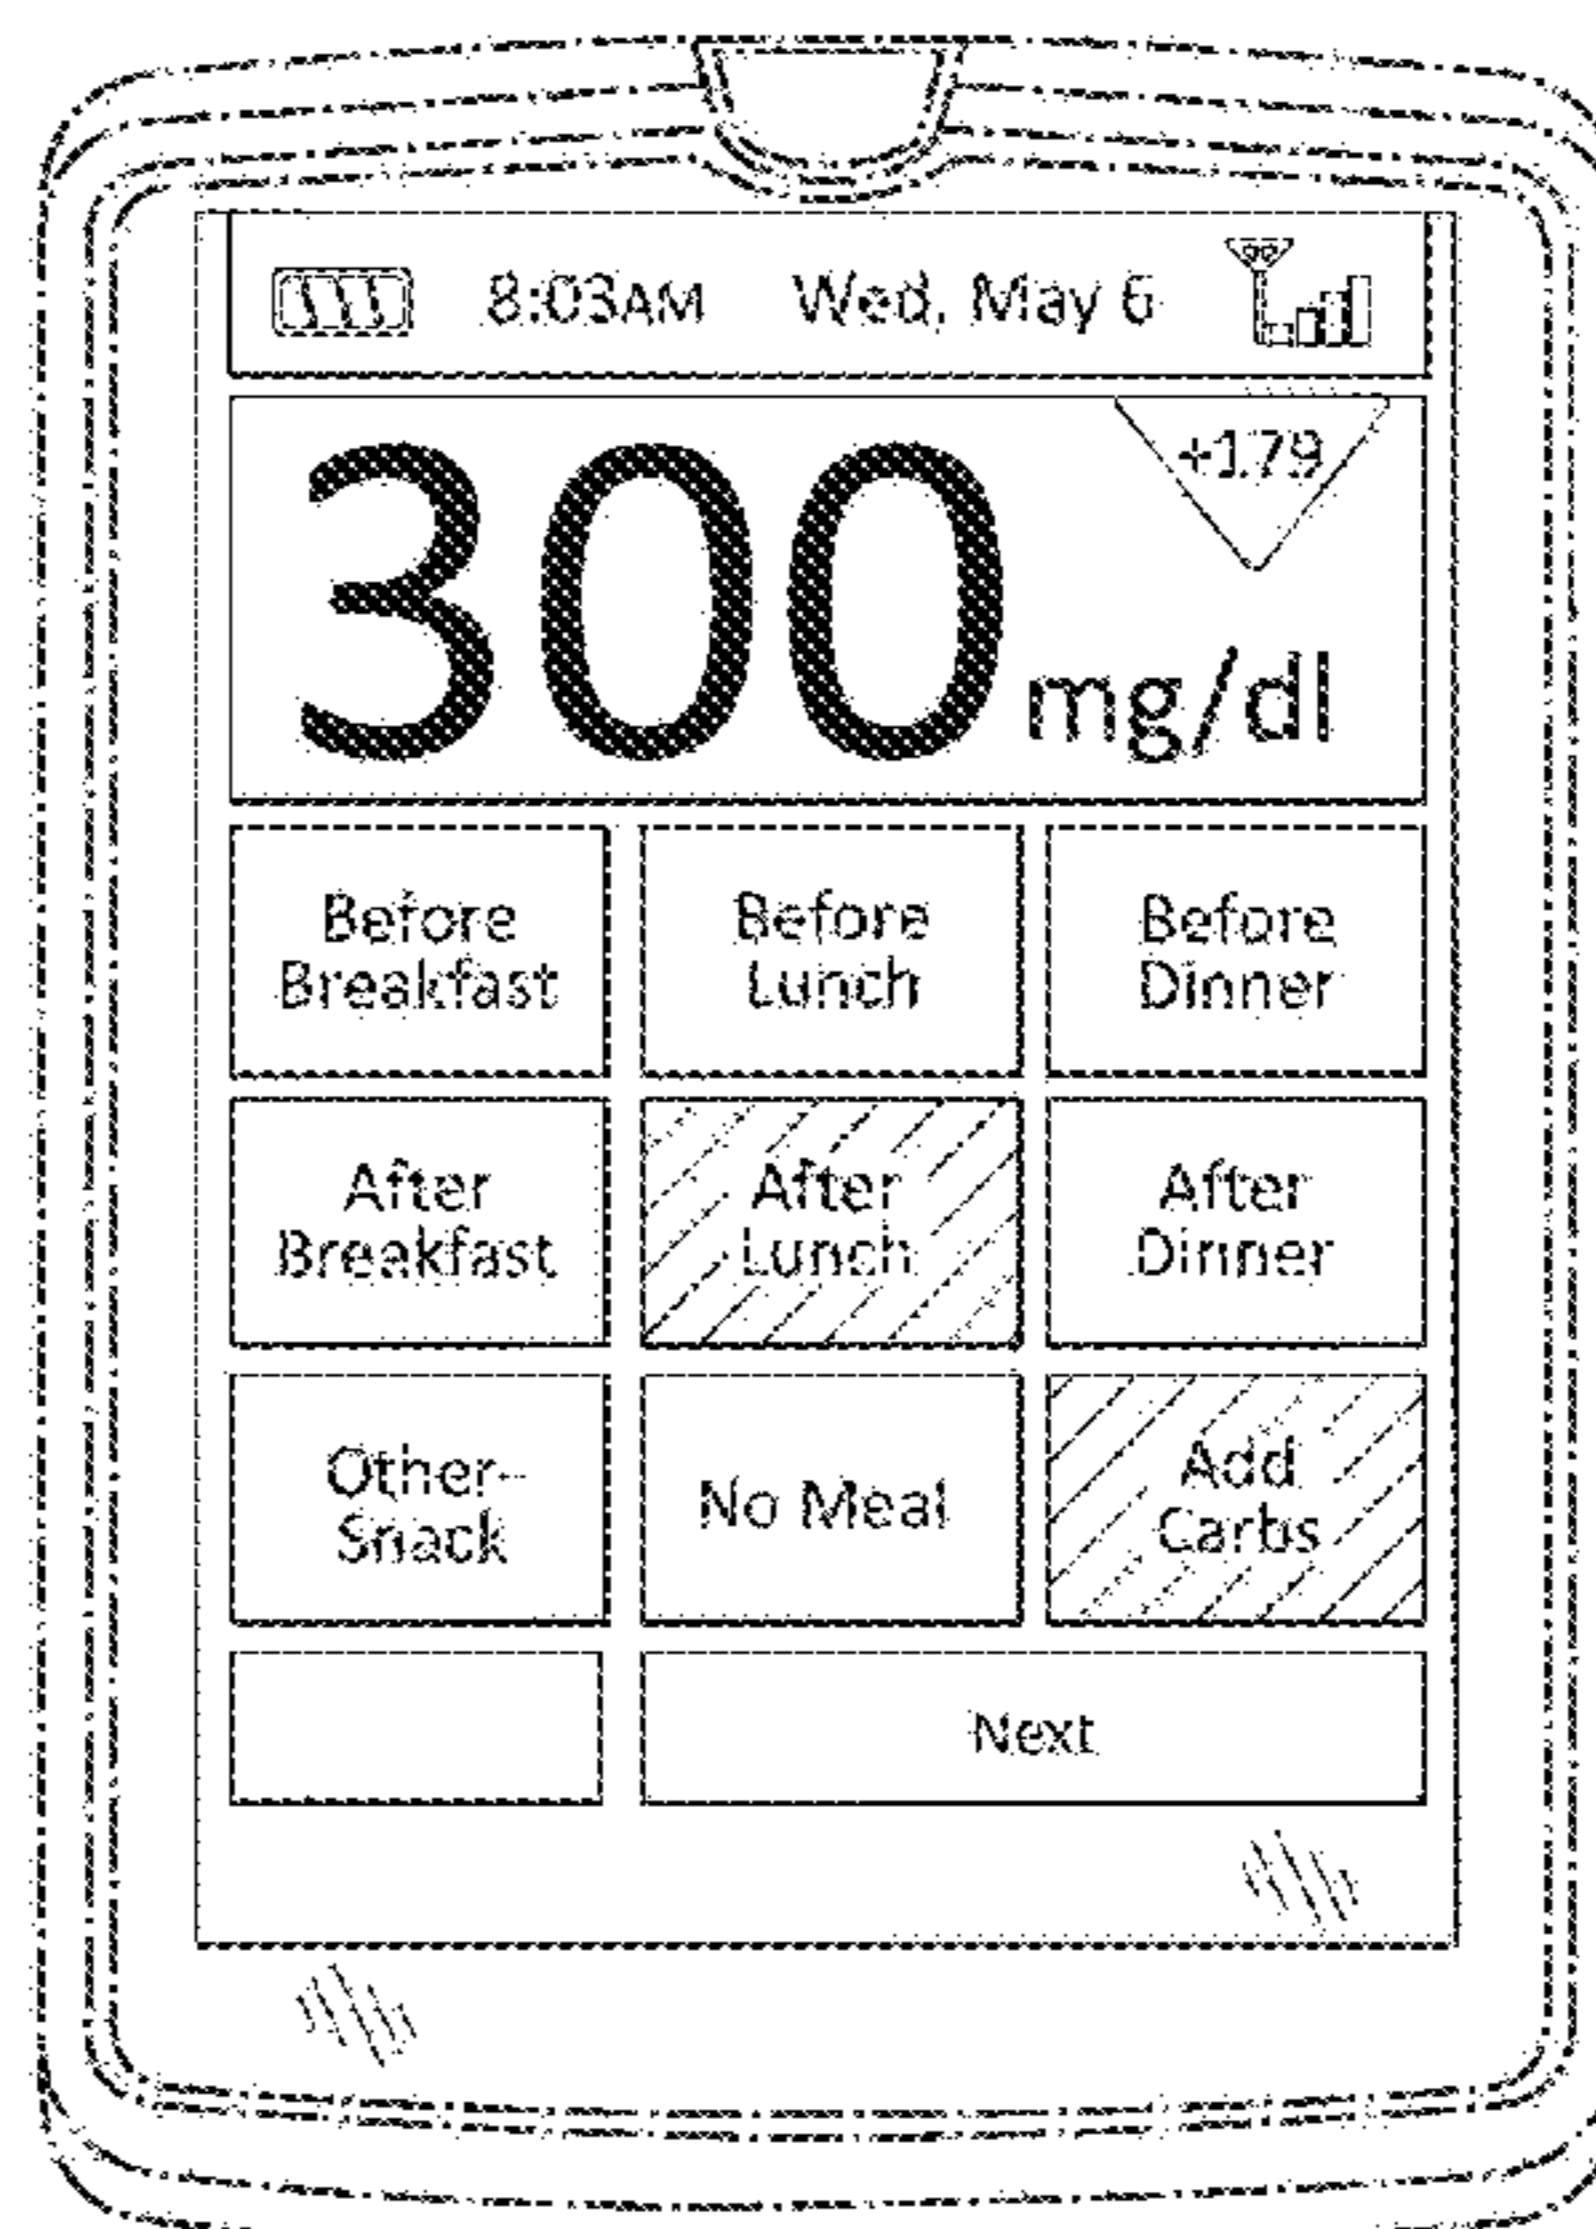 8:03AM Wed, May 6
+179
300 mg/dl
Before
Breakfast
Before
Lunch
Before
Dinner
After
Breakfast
After
Lunch
After
Dinner
Other-
Snack
No Meal
Add
Carbs
Next